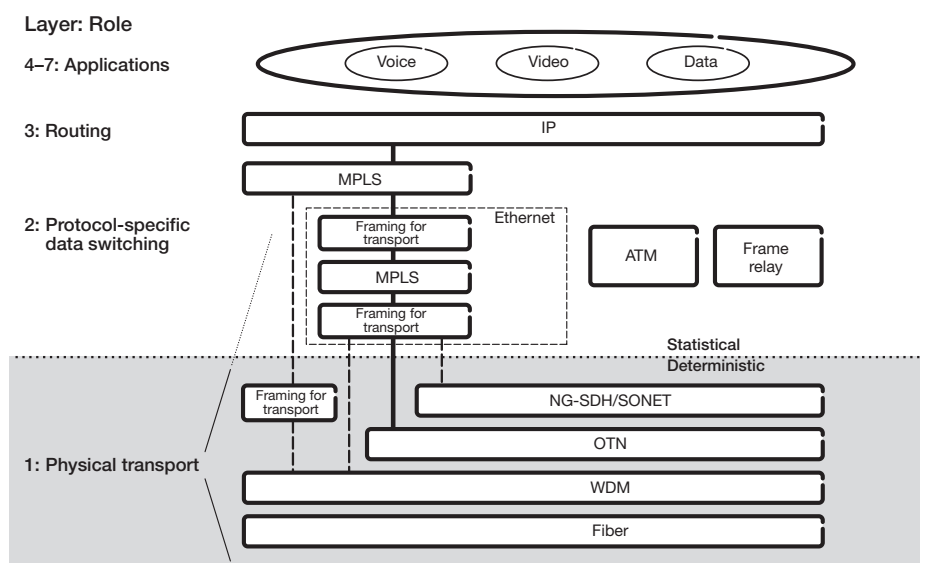 Layer: Role
4–7: Applications
Voice
Video
Data
3: Routing
IP
MPLS
2: Protocol-specific
data switching
Ethernet
Framing for
transport
MPLS
Framing for
transport
ATM
Frame
relay
Statistical
Deterministic
Framing for
transport
NG-SDH/SONET
OTN
1: Physical transport
WDM
Fiber